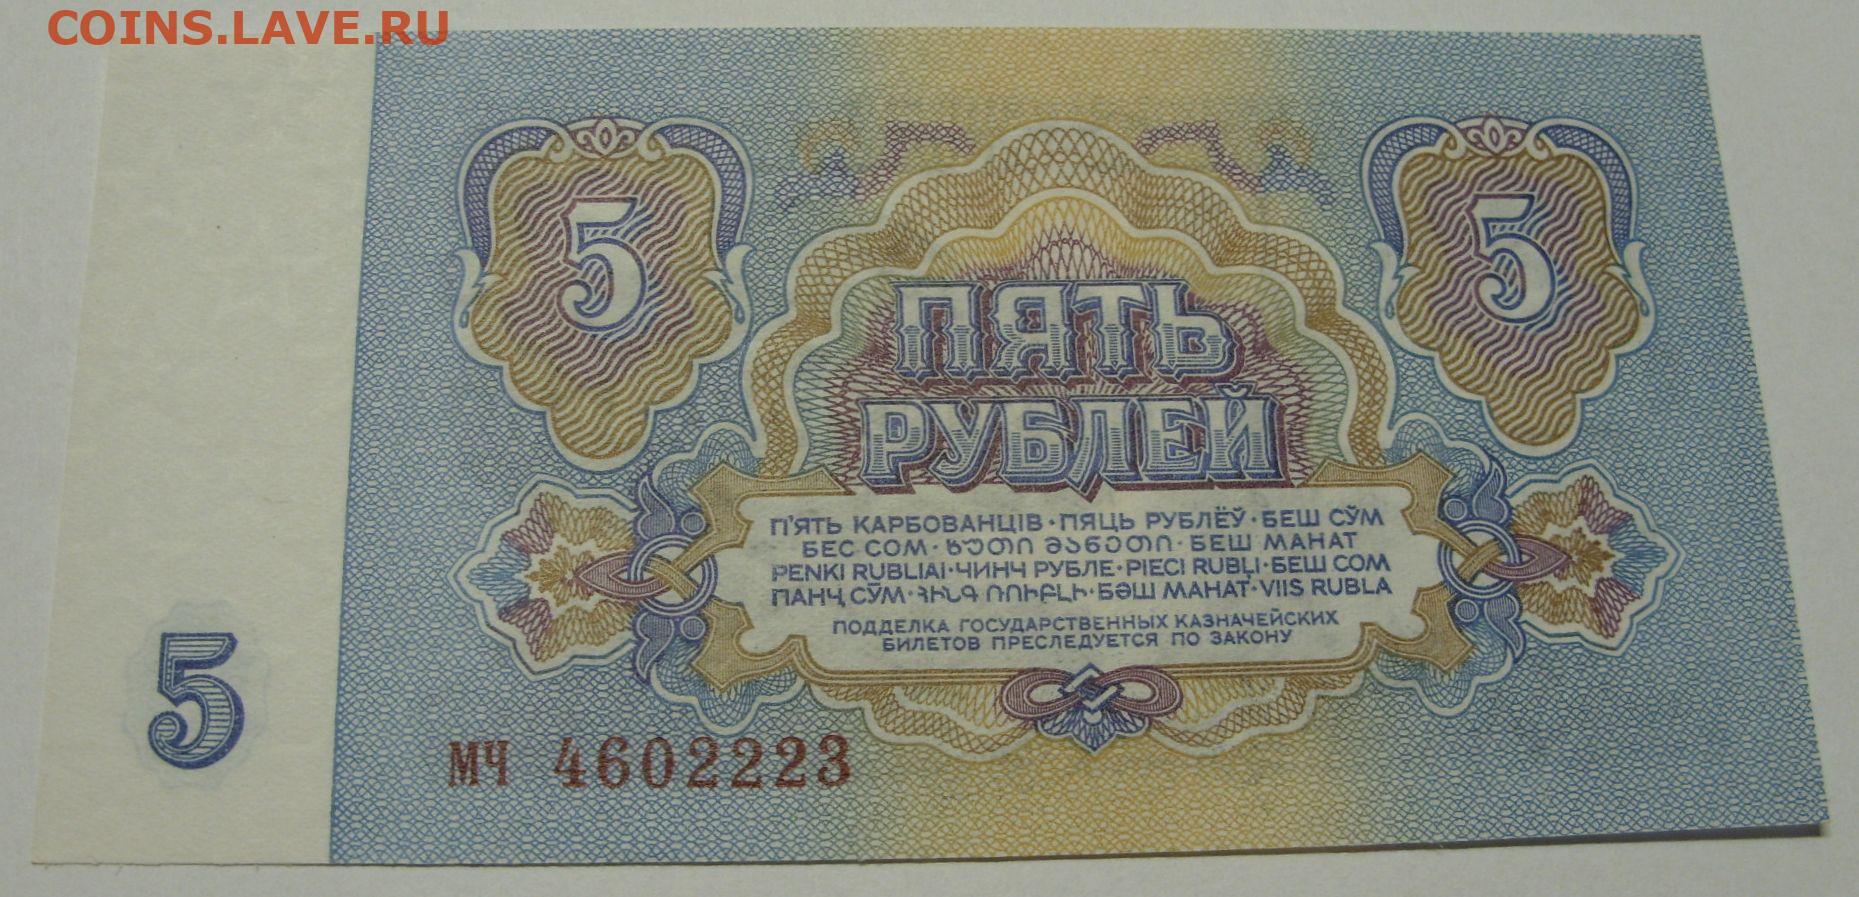 COINS.LAVE.RU
5 5
ПЯТЬ
РУБЛЕЙ
П'ЯТЬ КАРБОВАНЦІВ · ПЯЦЬ РУБЛЁЎ · БЕШ СЎМ
БЕС СОМ · ხუთი მანეთი · БЕШ МАНАТ
PENKI RUBLIAI · ЧИНЧ РУБЛЕ · PIECI RUBĻI · БЕШ СОМ
ПАНҶ СӮМ · ՀԻՆԳ ՌՈՒԲԼԻ · БӘШ МАНАТ · VIIS RUBLA
ПОДДЕЛКА ГОСУДАРСТВЕННЫХ КАЗНАЧЕЙСКИХ
БИЛЕТОВ ПРЕСЛЕДУЕТСЯ ПО ЗАКОНУ
5
мч 4602223